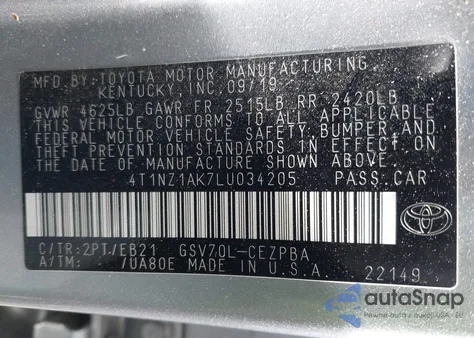 MFD. BY: TOYOTA MOTOR MANUFACTURING
KENTUCKY, INC. 09/19
GVWR 4625LB GAWR FR 2515LB RR 2420LB
THIS VEHICLE CONFORMS TO ALL APPLICABLE
FEDERAL MOTOR VEHICLE SAFETY, BUMPER, AND
THEFT PREVENTION STANDARDS IN EFFECT ON
THE DATE OF MANUFACTURE SHOWN ABOVE.
4T1NZ1AK7LU034205 PASS.CAR
C/TR:2PT/EB21 GSV70L-CEZPBA
A/TM: /UA80E MADE IN U.S.A. 22149
TOYOTA
autoSnap